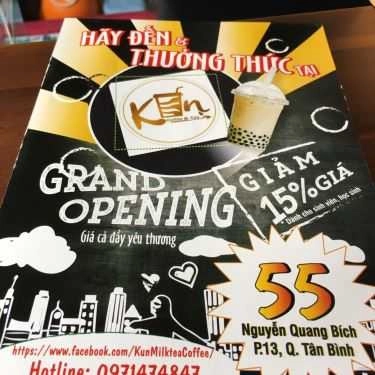 HÃY ĐẾN &
THƯỞNG THỨC TẠI
Kun
GRAND
OPENING
Giá cả đầy yêu thương
GIẢM
15% GIÁ
Dành cho sinh viên, học sinh
55
Nguyễn Quang Bích
P.13, Q. Tân Bình
https://www.facebook.com/KunMilkteaCoffee/
Hotline: 0971474847